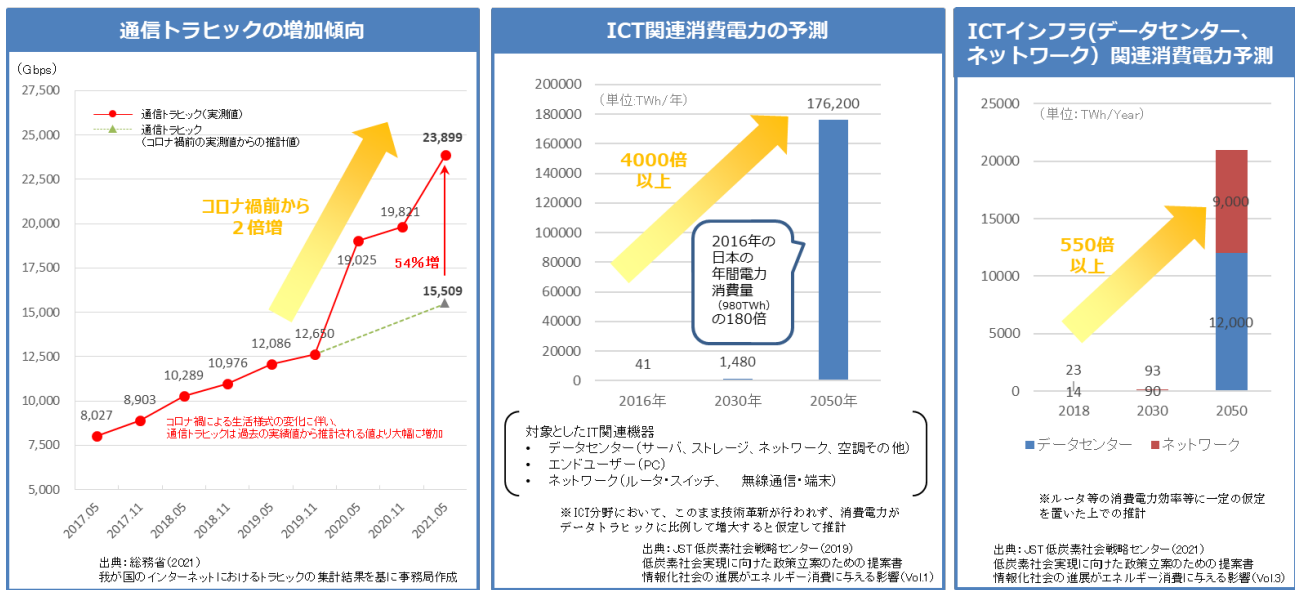 通信トラヒックの増加傾向
(Gbps)
27,500
25,000
22,500
20,000
17,500
15,000
12,500
10,000
7,500
5,000
通信トラヒック(実測値)
通信トラヒック
(コロナ禍前の実測値からの推計値)
コロナ禍前から
2倍増
23,899
19,821
19,025
54%増
15,509
12,650
12,086
10,976
10,289
8,903
8,027
コロナ禍による生活様式の変化に伴い、
通信トラヒックは過去の実績値から推計される値より大幅に増加
2017.05
2017.11
2018.05
2018.11
2019.05
2019.11
2020.05
2020.11
2021.05
出典:総務省(2021)
我が国のインターネットにおけるトラヒックの集計結果を基に事務局作成
ICT関連消費電力の予測
(単位:TWh/年)
200000
180000
160000
140000
120000
100000
80000
60000
40000
20000
0
176,200
4000倍
以上
2016年の
日本の
年間電力
消費量
(980TWh)
の180倍
41
1,480
2016年
2030年
2050年
対象としたIT関連機器
• データセンター(サーバ、ストレージ、ネットワーク、空調その他)
• エンドユーザー(PC)
• ネットワーク(ルータ・スイッチ、 無線通信・端末)
※ICT分野において、このまま技術革新が行われず、消費電力が
データトラヒックに比例して増大すると仮定して推計
出典:JST低炭素社会戦略センター(2019)
低炭素社会実現に向けた政策立案のための提案書
情報化社会の進展がエネルギー消費に与える影響(Vol.1)
ICTインフラ(データセンター、
ネットワーク)関連消費電力予測
(単位:TWh/Year)
25000
20000
15000
10000
5000
0
550倍
以上
9,000
12,000
23
14
93
90
2018
2030
2050
データセンター
ネットワーク
※ルータ等の消費電力効率等に一定の仮定
を置いた上での推計
出典:JST低炭素社会戦略センター(2021)
低炭素社会実現に向けた政策立案のための提案書
情報化社会の進展がエネルギー消費に与える影響(Vol.3)